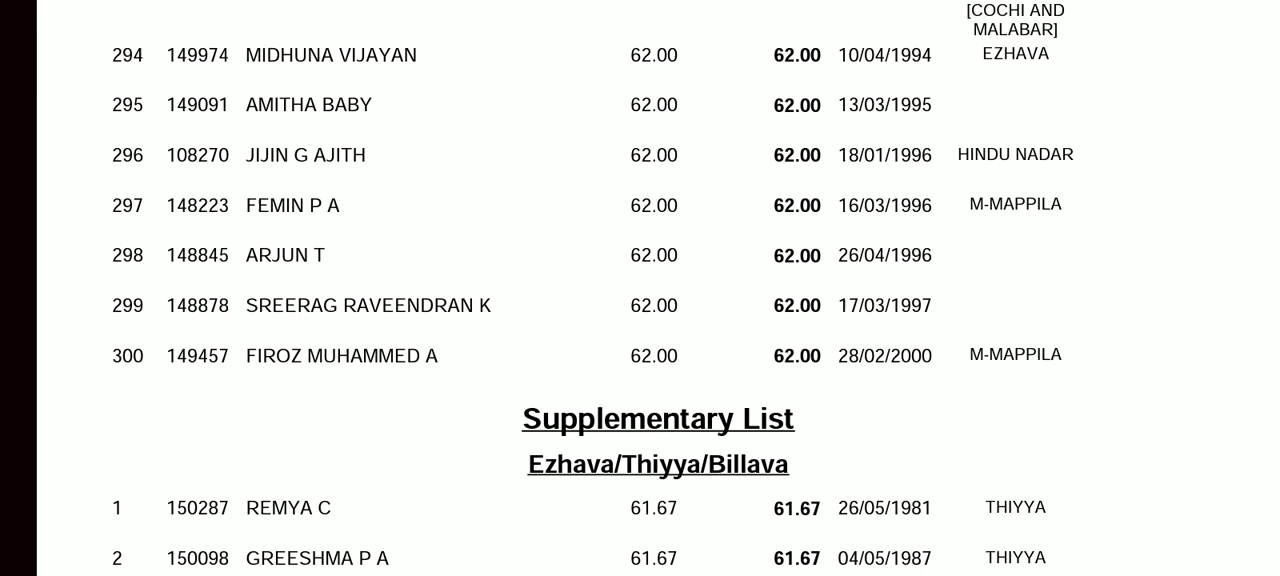 [COCHI AND
MALABAR]
294 149974 MIDHUNA VIJAYAN 62.00 62.00 10/04/1994 EZHAVA
295 149091 AMITHA BABY 62.00 62.00 13/03/1995
296 108270 JIJIN G AJITH 62.00 62.00 18/01/1996 HINDU NADAR
297 148223 FEMIN P A 62.00 62.00 16/03/1996 M-MAPPILA
298 148845 ARJUN T 62.00 62.00 26/04/1996
299 148878 SREERAG RAVEENDRAN K 62.00 62.00 17/03/1997
300 149457 FIROZ MUHAMMED A 62.00 62.00 28/02/2000 M-MAPPILA
Supplementary List
Ezhava/Thiyya/Billava
1 150287 REMYA C 61.67 61.67 26/05/1981 THIYYA
2 150098 GREESHMA P A 61.67 61.67 04/05/1987 THIYYA